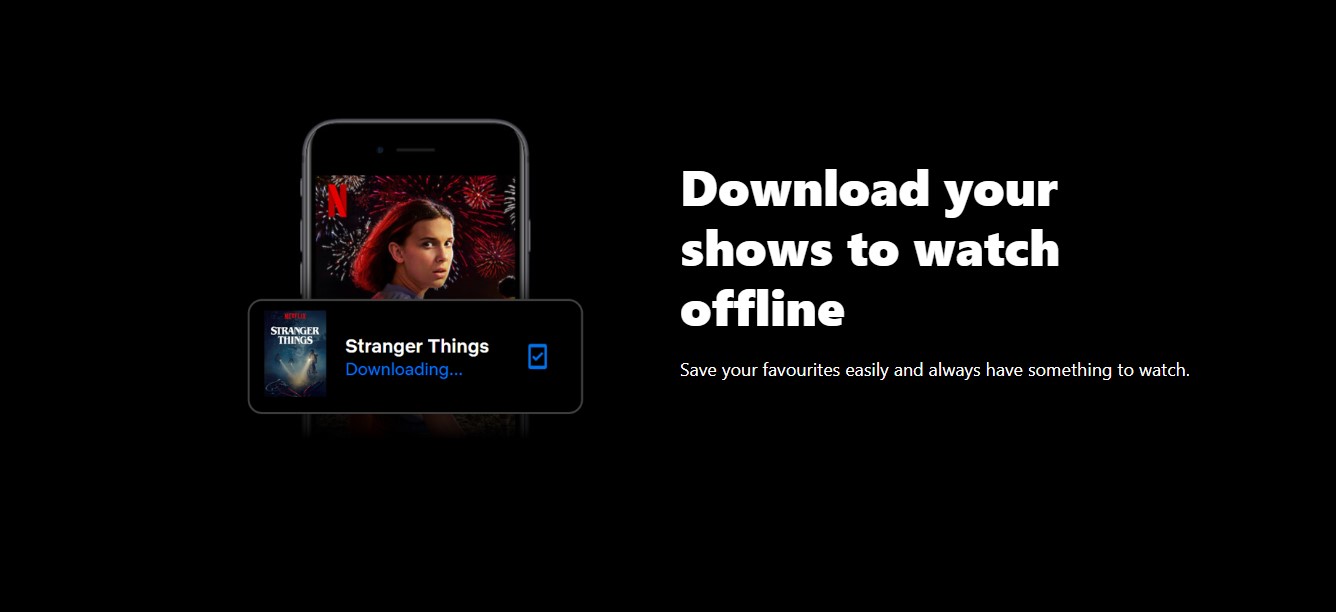 N
NETFLIX
STRANGER
THINGS
Stranger Things
Downloading...
Download your
shows to watch
offline
Save your favourites easily and always have something to watch.